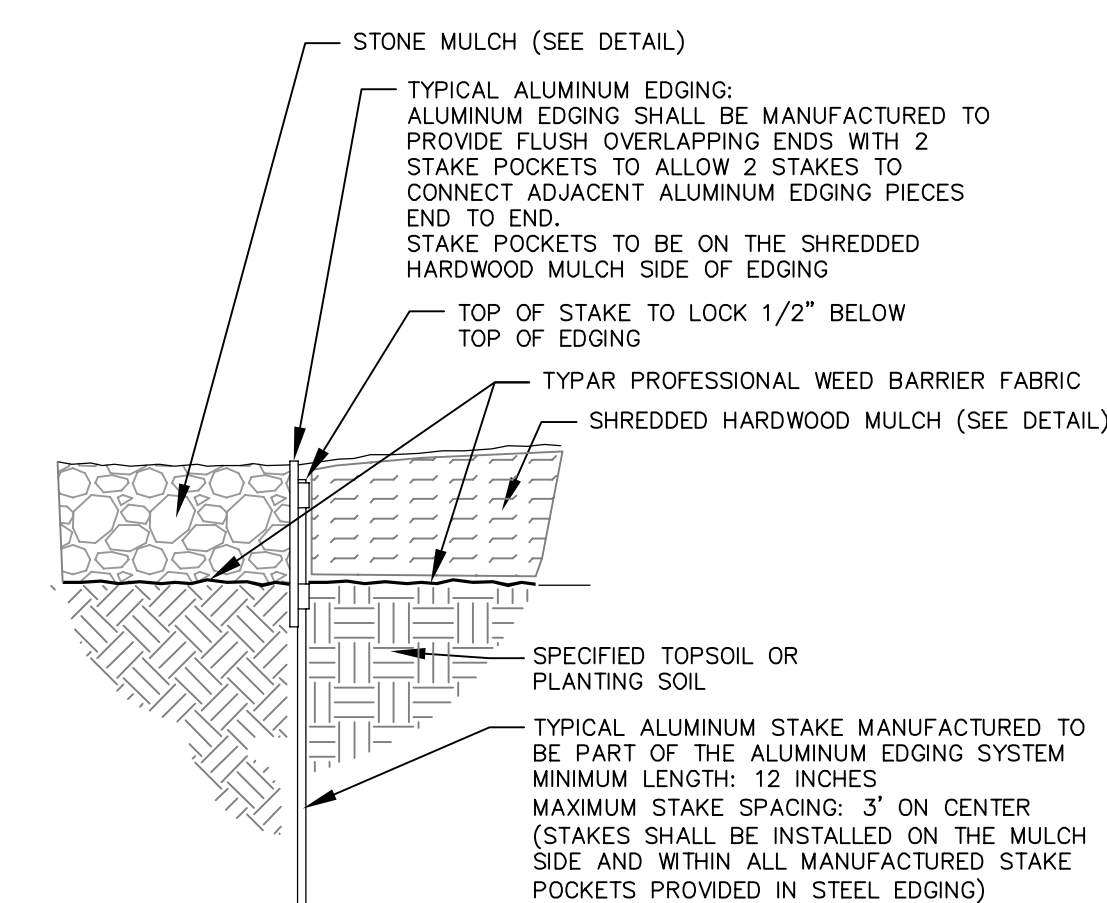 STONE MULCH (SEE DETAIL)
TYPICAL ALUMINUM EDGING:
ALUMINUM EDGING SHALL BE MANUFACTURED TO
PROVIDE FLUSH OVERLAPPING ENDS WITH 2
STAKE POCKETS TO ALLOW 2 STAKES TO
CONNECT ADJACENT ALUMINUM EDGING PIECES
END TO END.
STAKE POCKETS TO BE ON THE SHREDDED
HARDWOOD MULCH SIDE OF EDGING
TOP OF STAKE TO LOCK 1/2" BELOW
TOP OF EDGING
TYPAR PROFESSIONAL WEED BARRIER FABRIC
SHREDDED HARDWOOD MULCH (SEE DETAIL)
SPECIFIED TOPSOIL OR
PLANTING SOIL
TYPICAL ALUMINUM STAKE MANUFACTURED TO
BE PART OF THE ALUMINUM EDGING SYSTEM
MINIMUM LENGTH: 12 INCHES
MAXIMUM STAKE SPACING: 3' ON CENTER
(STAKES SHALL BE INSTALLED ON THE MULCH
SIDE AND WITHIN ALL MANUFACTURED STAKE
POCKETS PROVIDED IN STEEL EDGING)